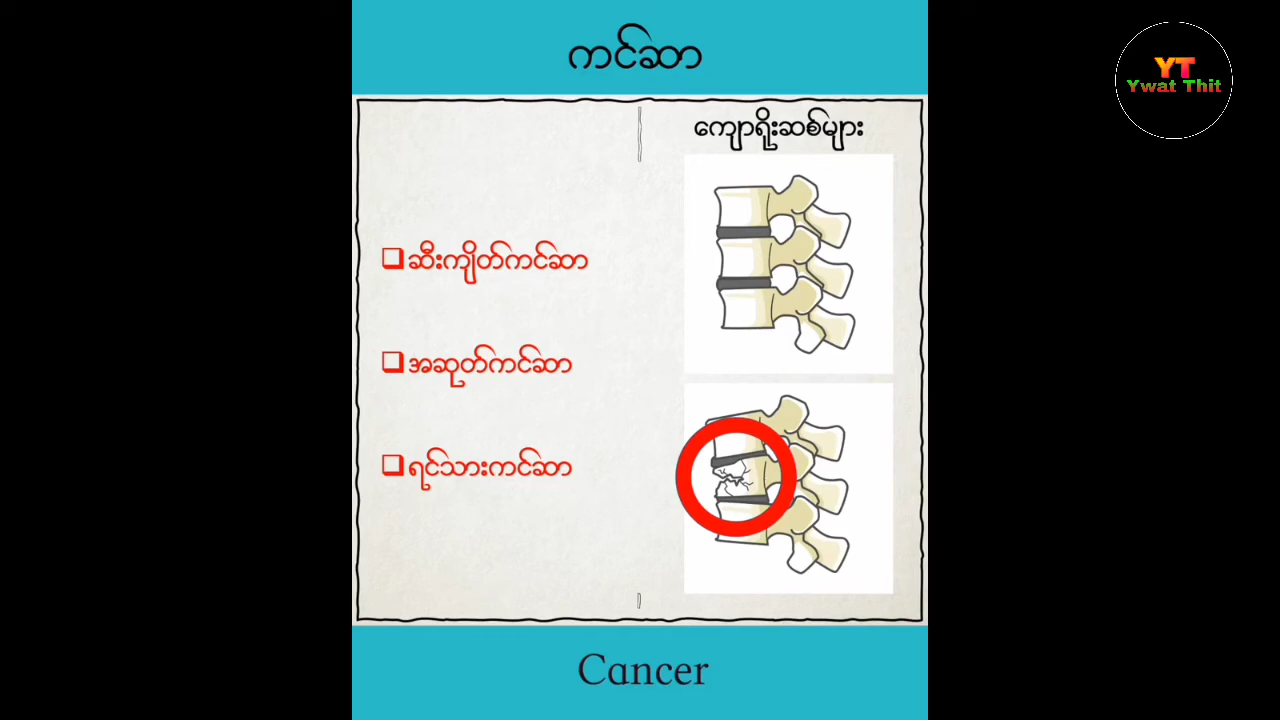 ကင်ဆာ
YT
Ywat Thit
ကျောရိုးဆစ်များ
ဆီးကျိတ်ကင်ဆာ
အဆုတ်ကင်ဆာ
ရင်သားကင်ဆာ
Cancer